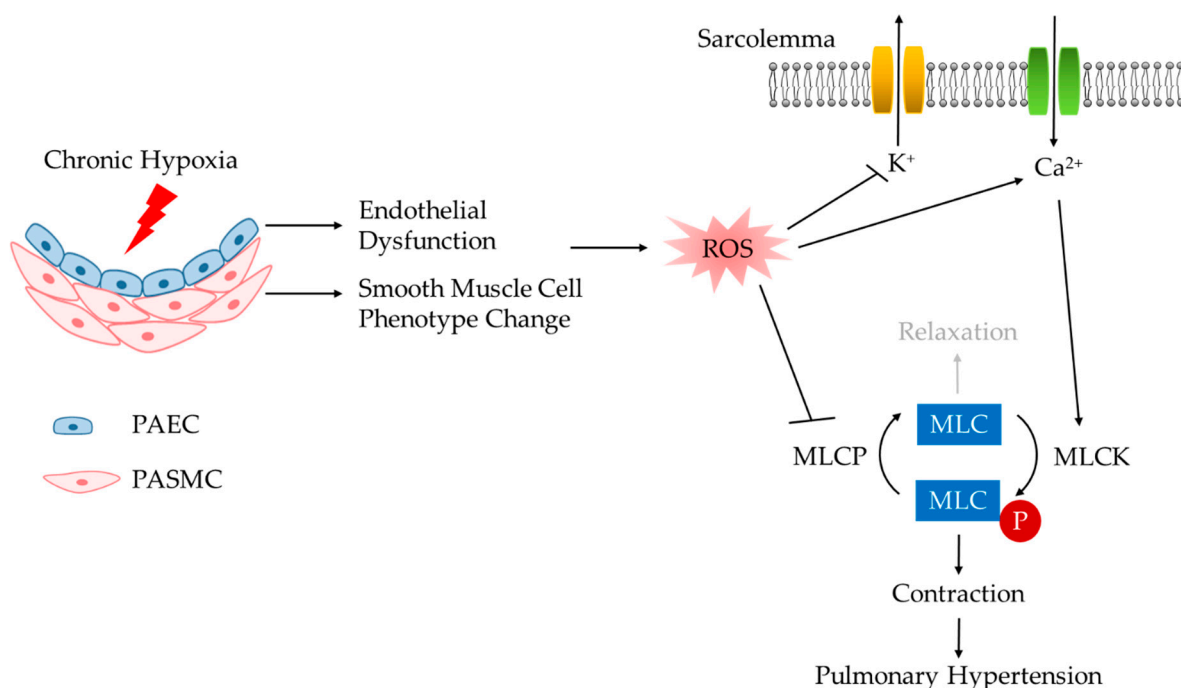 Sarcolemma
Chronic Hypoxia
K⁺
Ca²⁺
Endothelial
Dysfunction
ROS
Smooth Muscle Cell
Phenotype Change
Relaxation
PAEC
MLC
MLCP
MLCK
PASMC
MLC
P
Contraction
Pulmonary Hypertension